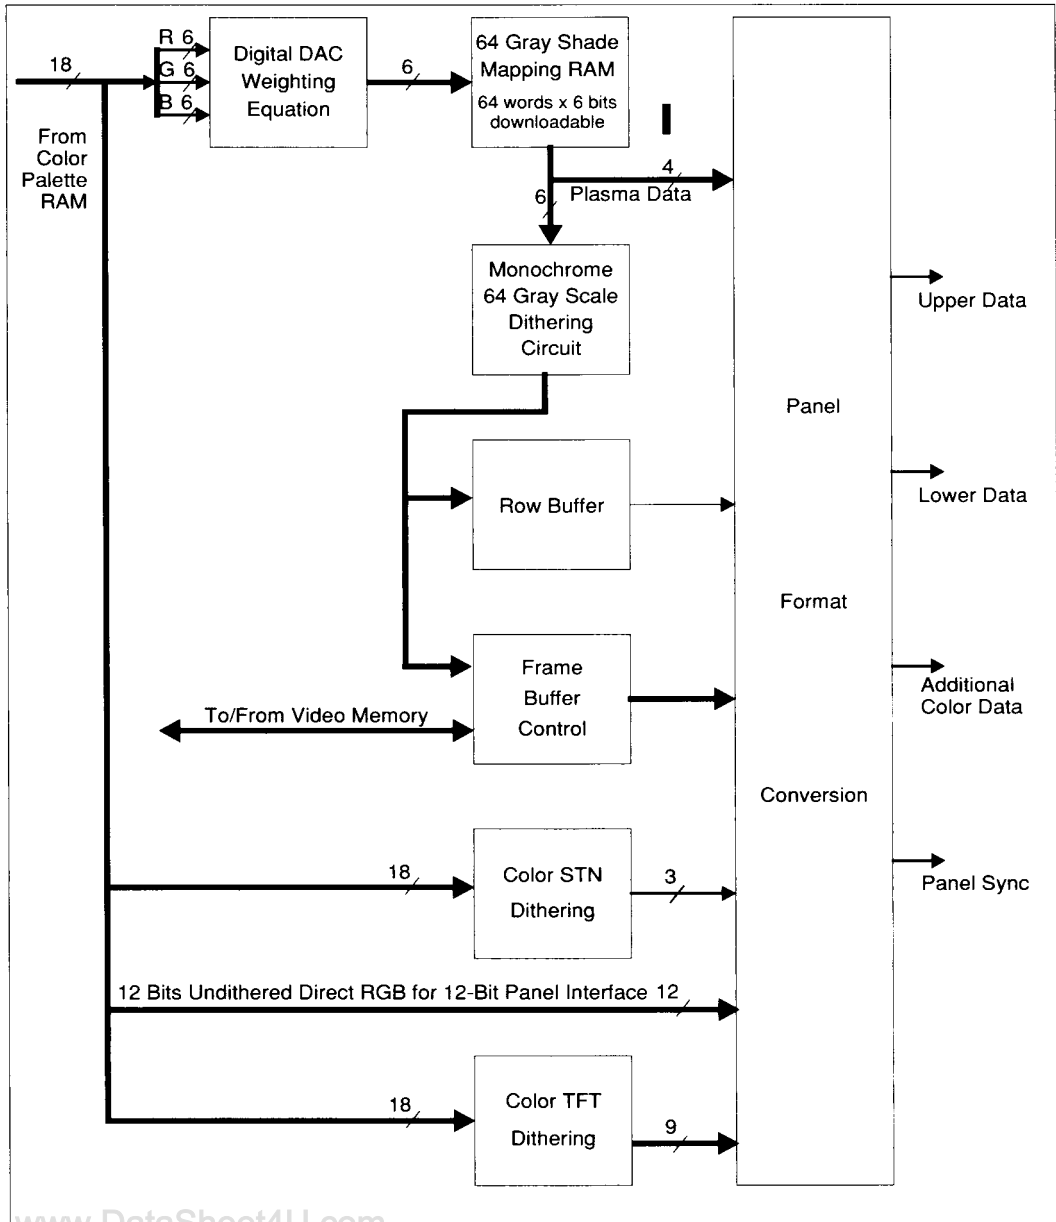 18
R 6
G 6
B 6
From
Color
Palette
RAM
Digital DAC
Weighting
Equation
6
64 Gray Shade
Mapping RAM
64 words x 6 bits
downloadable
4
Plasma Data
6
Monochrome
64 Gray Scale
Dithering
Circuit
Row Buffer
Frame
Buffer
Control
To/From Video Memory
18
Color STN
Dithering
3
12 Bits Undithered Direct RGB for 12-Bit Panel Interface 12
18
Color TFT
Dithering
9
Panel
Format
Conversion
Upper Data
Lower Data
Additional
Color Data
Panel Sync
www.DataSheet4U.com